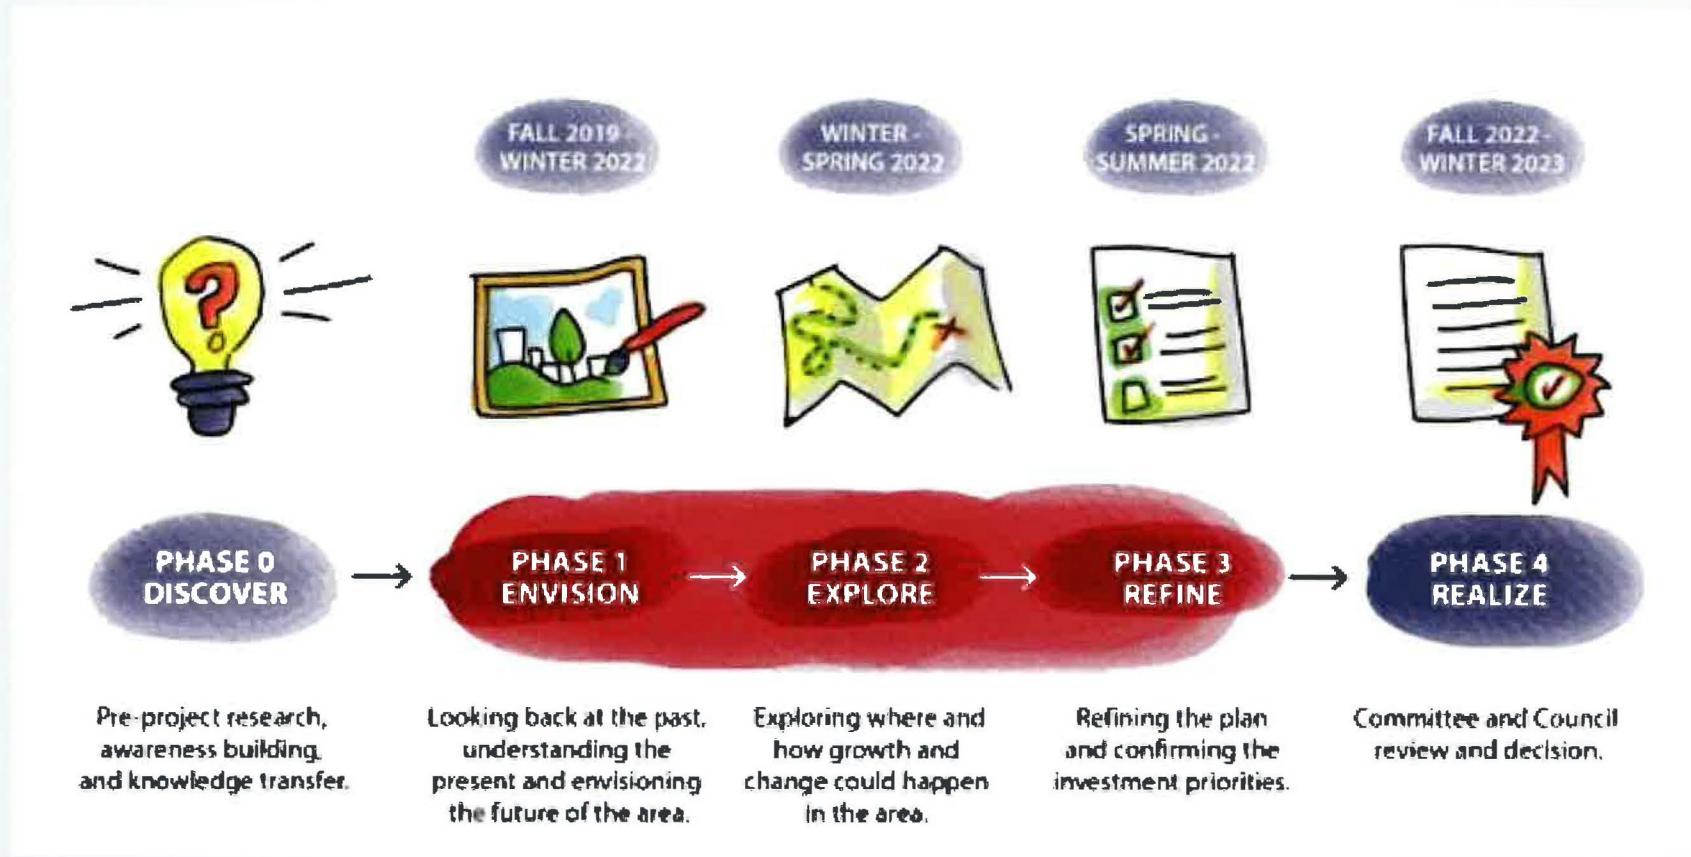 FALL 2019 -
WINTER 2022
WINTER -
SPRING 2022
SPRING -
SUMMER 2022
FALL 2022 -
WINTER 2023
?
PHASE 0
DISCOVER
PHASE 1
ENVISION
PHASE 2
EXPLORE
PHASE 3
REFINE
PHASE 4
REALIZE
Pre-project research,
awareness building,
and knowledge transfer.
Looking back at the past,
understanding the
present and envisioning
the future of the area.
Exploring where and
how growth and
change could happen
in the area.
Refining the plan
and confirming the
investment priorities.
Committee and Council
review and decision.